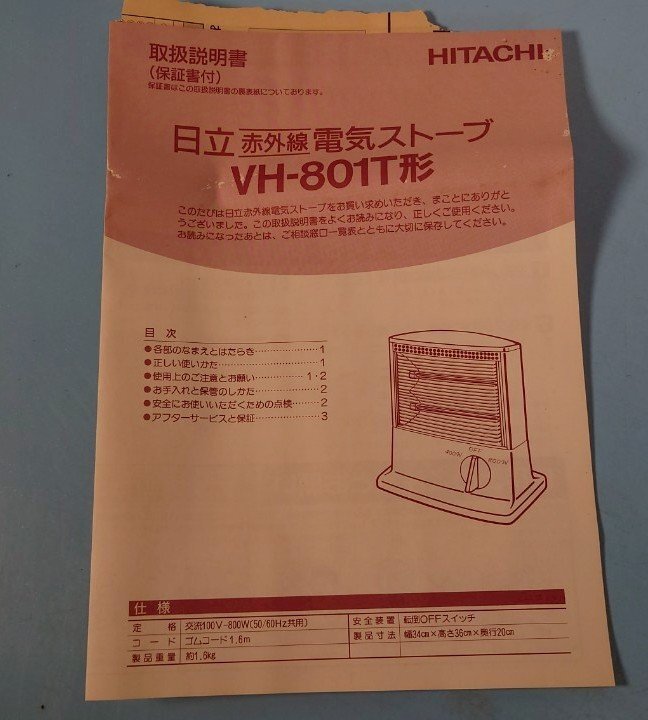 取扱説明書
(保証書付)
保証書はこの取扱説明書の裏表紙についております。
HITACHI
日立 赤外線 電気ストーブ
VH-801T形
このたびは日立赤外線電気ストーブをお買い求めいただき、まことにありがと
うございました。この取扱説明書をよくお読みになり、正しくご使用ください。
お読みになったあとは、ご相談窓口一覧表とともに大切に保存してください。
目 次
●各部のなまえとはたらき……………………1
●正しい使いかた……………………1
●使用上のご注意とお願い…………1・2
●お手入れと保管のしかた…………2
●安全にお使いいただくための点検……2
●アフターサービスと保証……………3
400W OFF 800W
仕様
定格 交流100V-800W(50/60Hz共用) 安全装置 転倒OFFスイッチ
コード ゴムコード1.6m 製品寸法 幅34cm×高さ36cm×奥行20cm
製品重量 約1.6kg